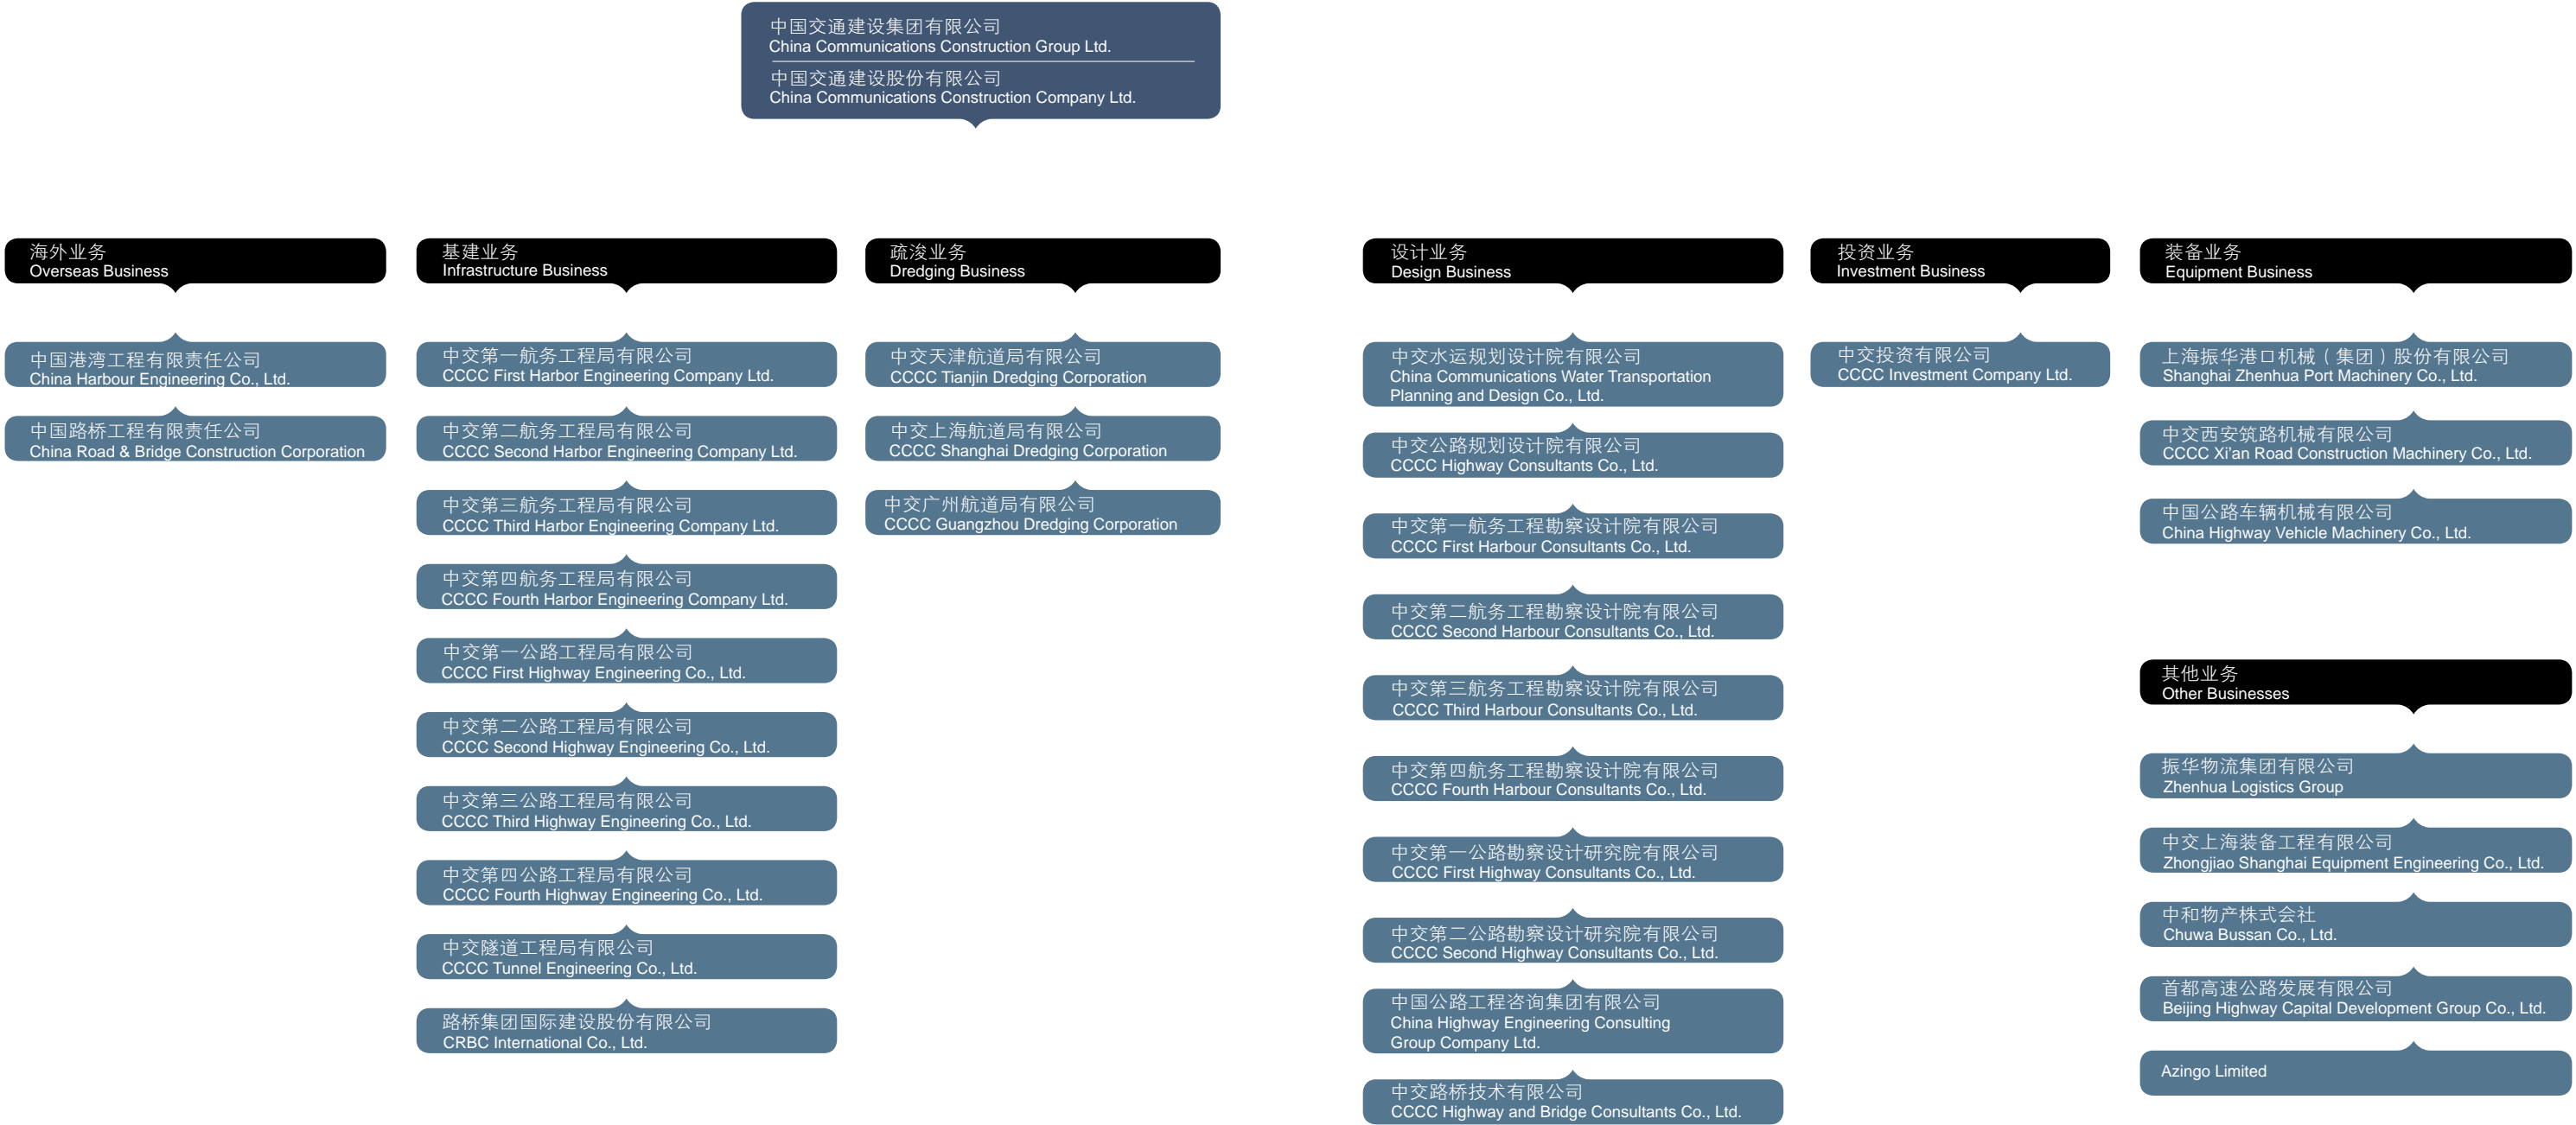 中国交通建设集团有限公司
China Communications Construction Group Ltd.
中国交通建设股份有限公司
China Communications Construction Company Ltd.
海外业务
Overseas Business
中国港湾工程有限责任公司
China Harbour Engineering Co., Ltd.
中国路桥工程有限责任公司
China Road & Bridge Construction Corporation
基建业务
Infrastructure Business
中交第一航务工程局有限公司
CCCC First Harbor Engineering Company Ltd.
中交第二航务工程局有限公司
CCCC Second Harbor Engineering Company Ltd.
中交第三航务工程局有限公司
CCCC Third Harbor Engineering Company Ltd.
中交第四航务工程局有限公司
CCCC Fourth Harbor Engineering Company Ltd.
中交第一公路工程局有限公司
CCCC First Highway Engineering Co., Ltd.
中交第二公路工程局有限公司
CCCC Second Highway Engineering Co., Ltd.
中交第三公路工程局有限公司
CCCC Third Highway Engineering Co., Ltd.
中交第四公路工程局有限公司
CCCC Fourth Highway Engineering Co., Ltd.
中交隧道工程局有限公司
CCCC Tunnel Engineering Co., Ltd.
路桥集团国际建设股份有限公司
CRBC International Co., Ltd.
疏浚业务
Dredging Business
中交天津航道局有限公司
CCCC Tianjin Dredging Corporation
中交上海航道局有限公司
CCCC Shanghai Dredging Corporation
中交广州航道局有限公司
CCCC Guangzhou Dredging Corporation
设计业务
Design Business
中交水运规划设计院有限公司
China Communications Water Transportation
Planning and Design Co., Ltd.
中交公路规划设计院有限公司
CCCC Highway Consultants Co., Ltd.
中交第一航务工程勘察设计院有限公司
CCCC First Harbour Consultants Co., Ltd.
中交第二航务工程勘察设计院有限公司
CCCC Second Harbour Consultants Co., Ltd.
中交第三航务工程勘察设计院有限公司
CCCC Third Harbour Consultants Co., Ltd.
中交第四航务工程勘察设计院有限公司
CCCC Fourth Harbour Consultants Co., Ltd.
中交第一公路勘察设计研究院有限公司
CCCC First Highway Consultants Co., Ltd.
中交第二公路勘察设计研究院有限公司
CCCC Second Highway Consultants Co., Ltd.
中国公路工程咨询集团有限公司
China Highway Engineering Consulting
Group Company Ltd.
中交路桥技术有限公司
CCCC Highway and Bridge Consultants Co., Ltd.
投资业务
Investment Business
中交投资有限公司
CCCC Investment Company Ltd.
装备业务
Equipment Business
上海振华港口机械（集团）股份有限公司
Shanghai Zhenhua Port Machinery Co., Ltd.
中交西安筑路机械有限公司
CCCC Xi'an Road Construction Machinery Co., Ltd.
中国公路车辆机械有限公司
China Highway Vehicle Machinery Co., Ltd.
其他业务
Other Businesses
振华物流集团有限公司
Zhenhua Logistics Group
中交上海装备工程有限公司
Zhongjiao Shanghai Equipment Engineering Co., Ltd.
中和物产株式会社
Chuwa Bussan Co., Ltd.
首都高速公路发展有限公司
Beijing Highway Capital Development Group Co., Ltd.
Azingo Limited